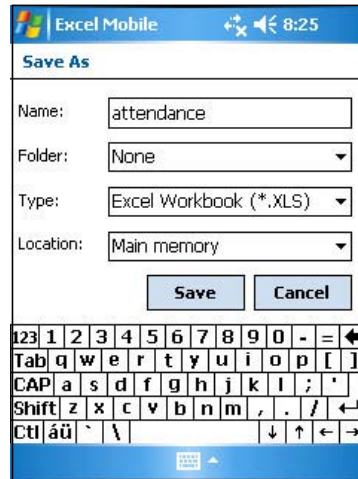 Excel Mobile 8:25
Save As
Name: attendance
Folder: None
Type: Excel Workbook (*.XLS)
Location: Main memory
Save Cancel
123 1 2 3 4 5 6 7 8 9 0 - =
Tab q w e r t y u i o p [ ]
CAP a s d f g h j k l ; '
Shift z x c v b n m , . /
Ctl áü ` \